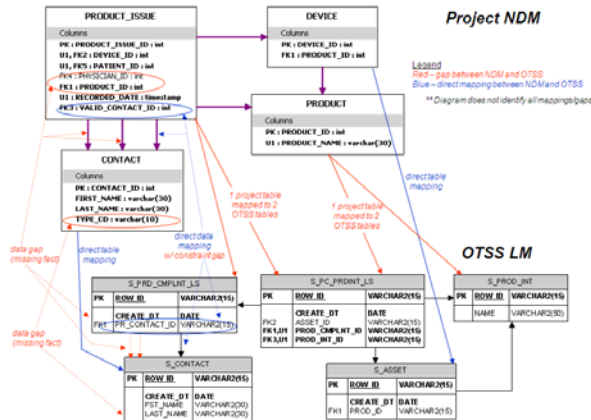 PRODUCT_ISSUE
Columns
PK : PRODUCT_ISSUE_ID : int
U1, FK2 : DEVICE_ID : int
U1, FK5 : PATIENT_ID : int
FK4 : PHYSICIAN_ID : int
FK1 : PRODUCT_ID : int
U1 : RECORDED_DATE : timestamp
FK3 : VALID_CONTACT_ID : int
DEVICE
Columns
PK : DEVICE_ID : int
FK1 : PRODUCT_ID : int
Project NDM
Legend
Red – gap between NDM and OTSS
Blue – direct mapping between NDM and OTSS
** Diagram does not identify all mappings/gaps
PRODUCT
Columns
PK : PRODUCT_ID : int
U1 : PRODUCT_NAME : varchar(30)
CONTACT
Columns
PK : CONTACT_ID : int
FIRST_NAME : varchar(30)
LAST_NAME : varchar(30)
TYPE_CD : varchar(10)
1 project table
mapped to 2
OTSS tables
1 project table
mapped to 2
OTSS tables
direct table
mapping
data gap
(missing fact)
direct table
mapping
direct data
mapping
w/ constraint gap
data gap
(missing fact)
OTSS LM
S_PRD_CMPLNT_LS
PK ROW_ID VARCHAR2(15)
CREATE_DT DATE
FK1 PR_CONTACT_ID VARCHAR2(15)
S_PC_PRDINT_LS
PK ROW_ID VARCHAR2(15)
CREATE_DT DATE
FK2 ASSET_ID VARCHAR2(15)
FK1,U1 PROD_CMPLNT_ID VARCHAR2(15)
FK3,U1 PROD_INT_ID VARCHAR2(15)
S_PROD_INT
PK ROW_ID VARCHAR2(15)
NAME VARCHAR2(50)
S_CONTACT
PK ROW_ID VARCHAR2(15)
CREATE_DT DATE
FST_NAME VARCHAR2(30)
LAST_NAME VARCHAR2(30)
S_ASSET
PK ROW_ID VARCHAR2(15)
CREATE_DT DATE
FK1 PROD_ID VARCHAR2(15)